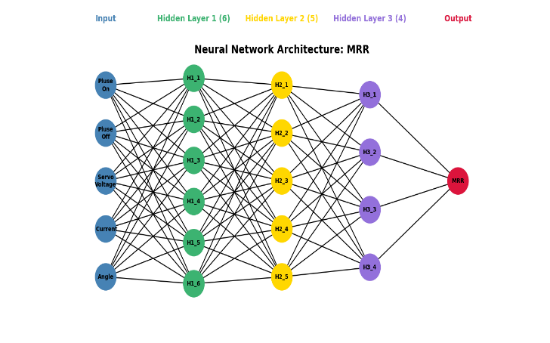 Input Hidden Layer 1 (6) Hidden Layer 2 (5) Hidden Layer 3 (4) Output
Neural Network Architecture: MRR
Pluse
On
Pluse
Off
Servo
Voltage
Current
Angle
H1_1
H1_2
H1_3
H1_4
H1_5
H1_6
H2_1
H2_2
H2_3
H2_4
H2_5
H3_1
H3_2
H3_3
H3_4
MRR